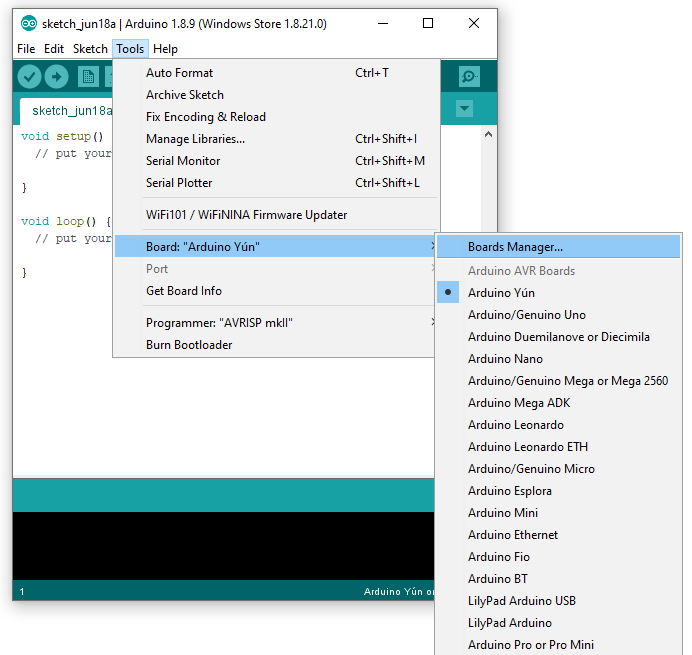 sketch_jun18a | Arduino 1.8.9 (Windows Store 1.8.21.0)
File Edit Sketch Tools Help
sketch_jun18a
void setup()
// put your
}
void loop() {
// put your
}
Auto Format Ctrl+T
Archive Sketch
Fix Encoding & Reload
Manage Libraries... Ctrl+Shift+I
Serial Monitor Ctrl+Shift+M
Serial Plotter Ctrl+Shift+L
WiFi101 / WiFiNINA Firmware Updater
Board: "Arduino Yún"
Port
Get Board Info
Programmer: "AVRISP mkII"
Burn Bootloader
Boards Manager...
Arduino AVR Boards
Arduino Yún
Arduino/Genuino Uno
Arduino Duemilanove or Diecimila
Arduino Nano
Arduino/Genuino Mega or Mega 2560
Arduino Mega ADK
Arduino Leonardo
Arduino Leonardo ETH
Arduino/Genuino Micro
Arduino Esplora
Arduino Mini
Arduino Ethernet
Arduino Fio
Arduino BT
LilyPad Arduino USB
LilyPad Arduino
Arduino Pro or Pro Mini
1 Arduino Yún on